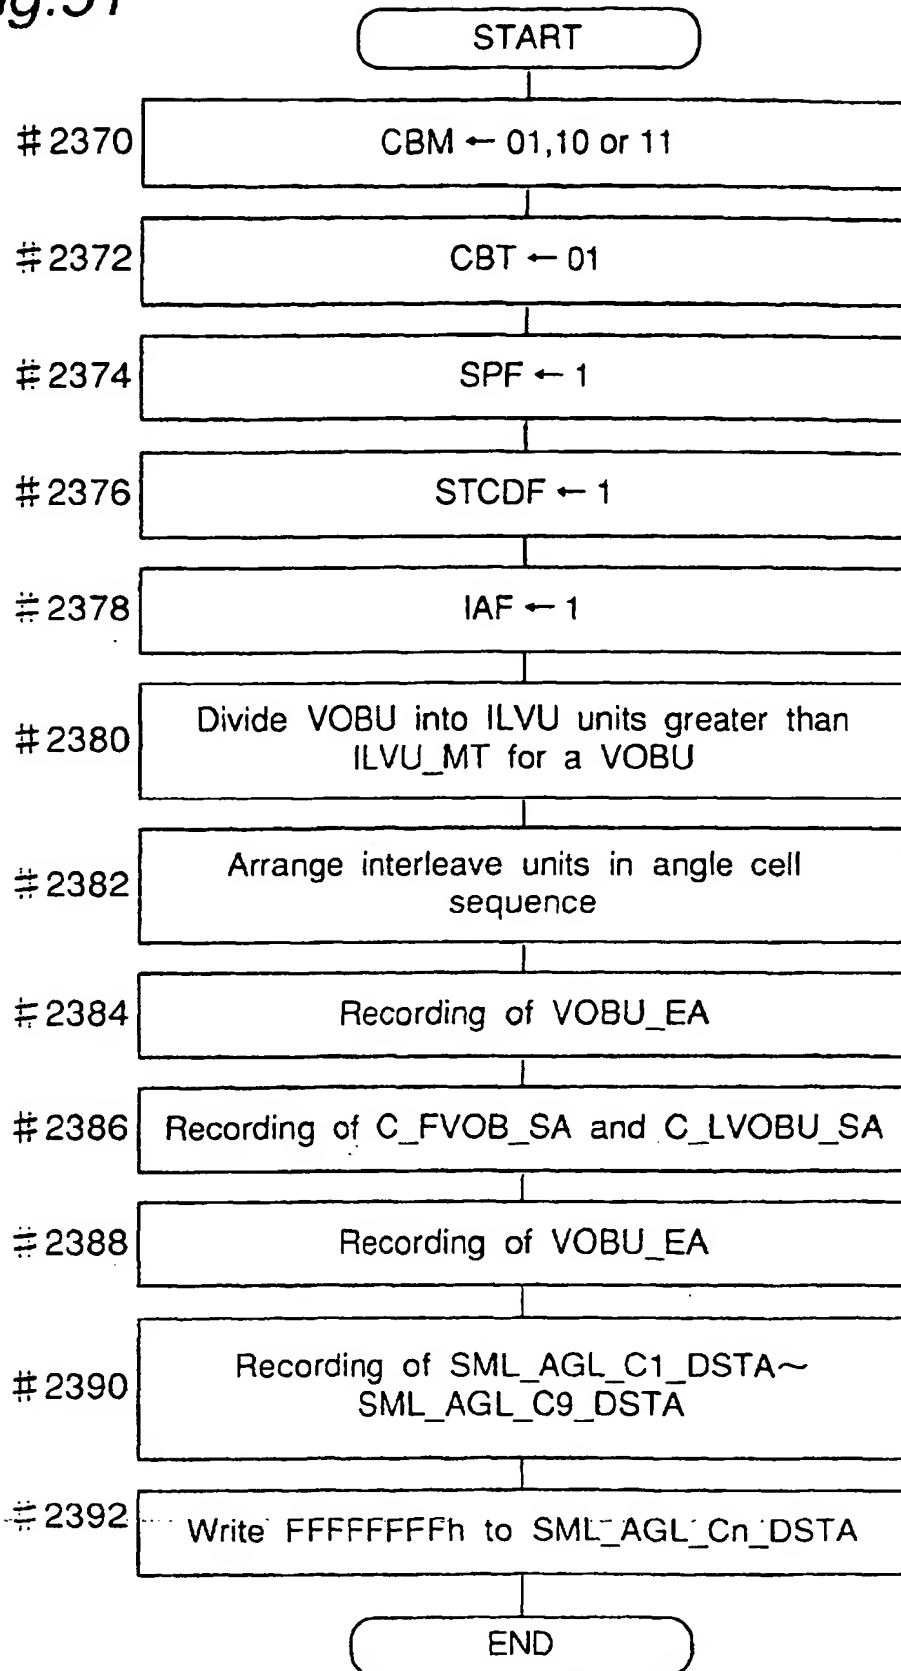 START
#2370 CBM ← 01,10 or 11
#2372 CBT ← 01
#2374 SPF ← 1
#2376 STCDF ← 1
#2378 IAF ← 1
#2380 Divide VOBU into ILVU units greater than
ILVU_MT for a VOBU
#2382 Arrange interleave units in angle cell
sequence
#2384 Recording of VOBU_EA
#2386 Recording of C_FVOB_SA and C_LVOBU_SA
#2388 Recording of VOBU_EA
#2390 Recording of SML_AGL_C1_DSTA~
SML_AGL_C9_DSTA
#2392 Write FFFFFFFFh to SML_AGL_Cn_DSTA
END